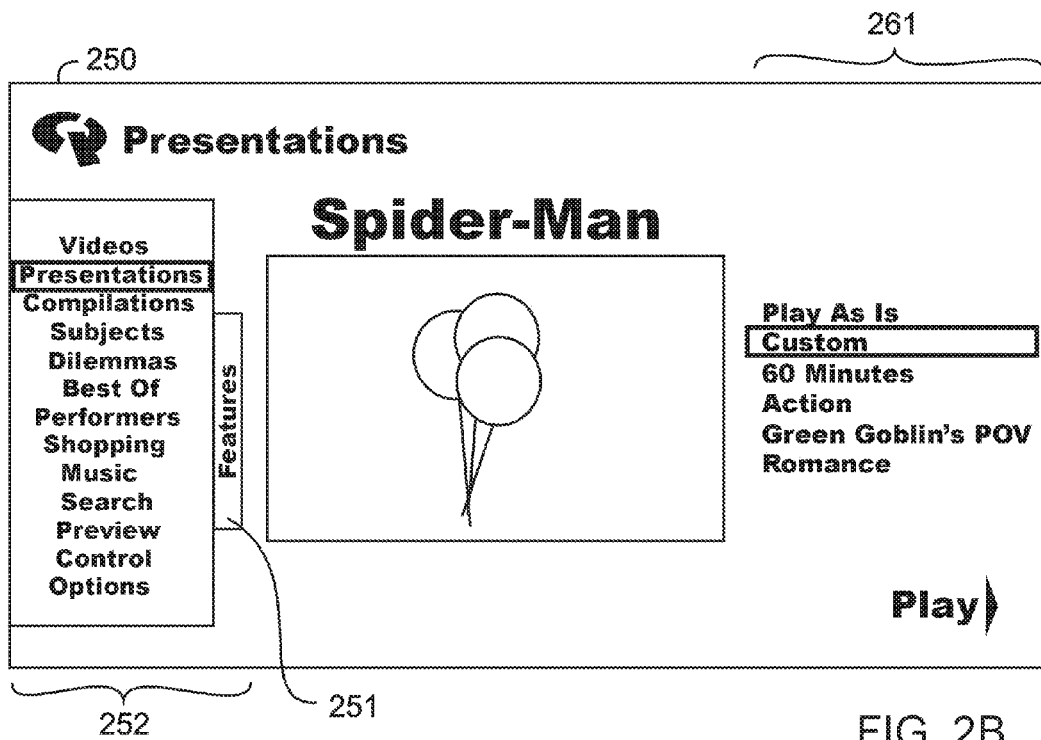 261
250
Presentations
Spider-Man
Videos
Presentations
Compilations
Subjects
Dilemmas
Best Of
Performers
Shopping
Music
Search
Preview
Control
Options
Features
Play As Is
Custom
60 Minutes
Action
Green Goblin's POV
Romance
Play
252
251
FIG. 2B